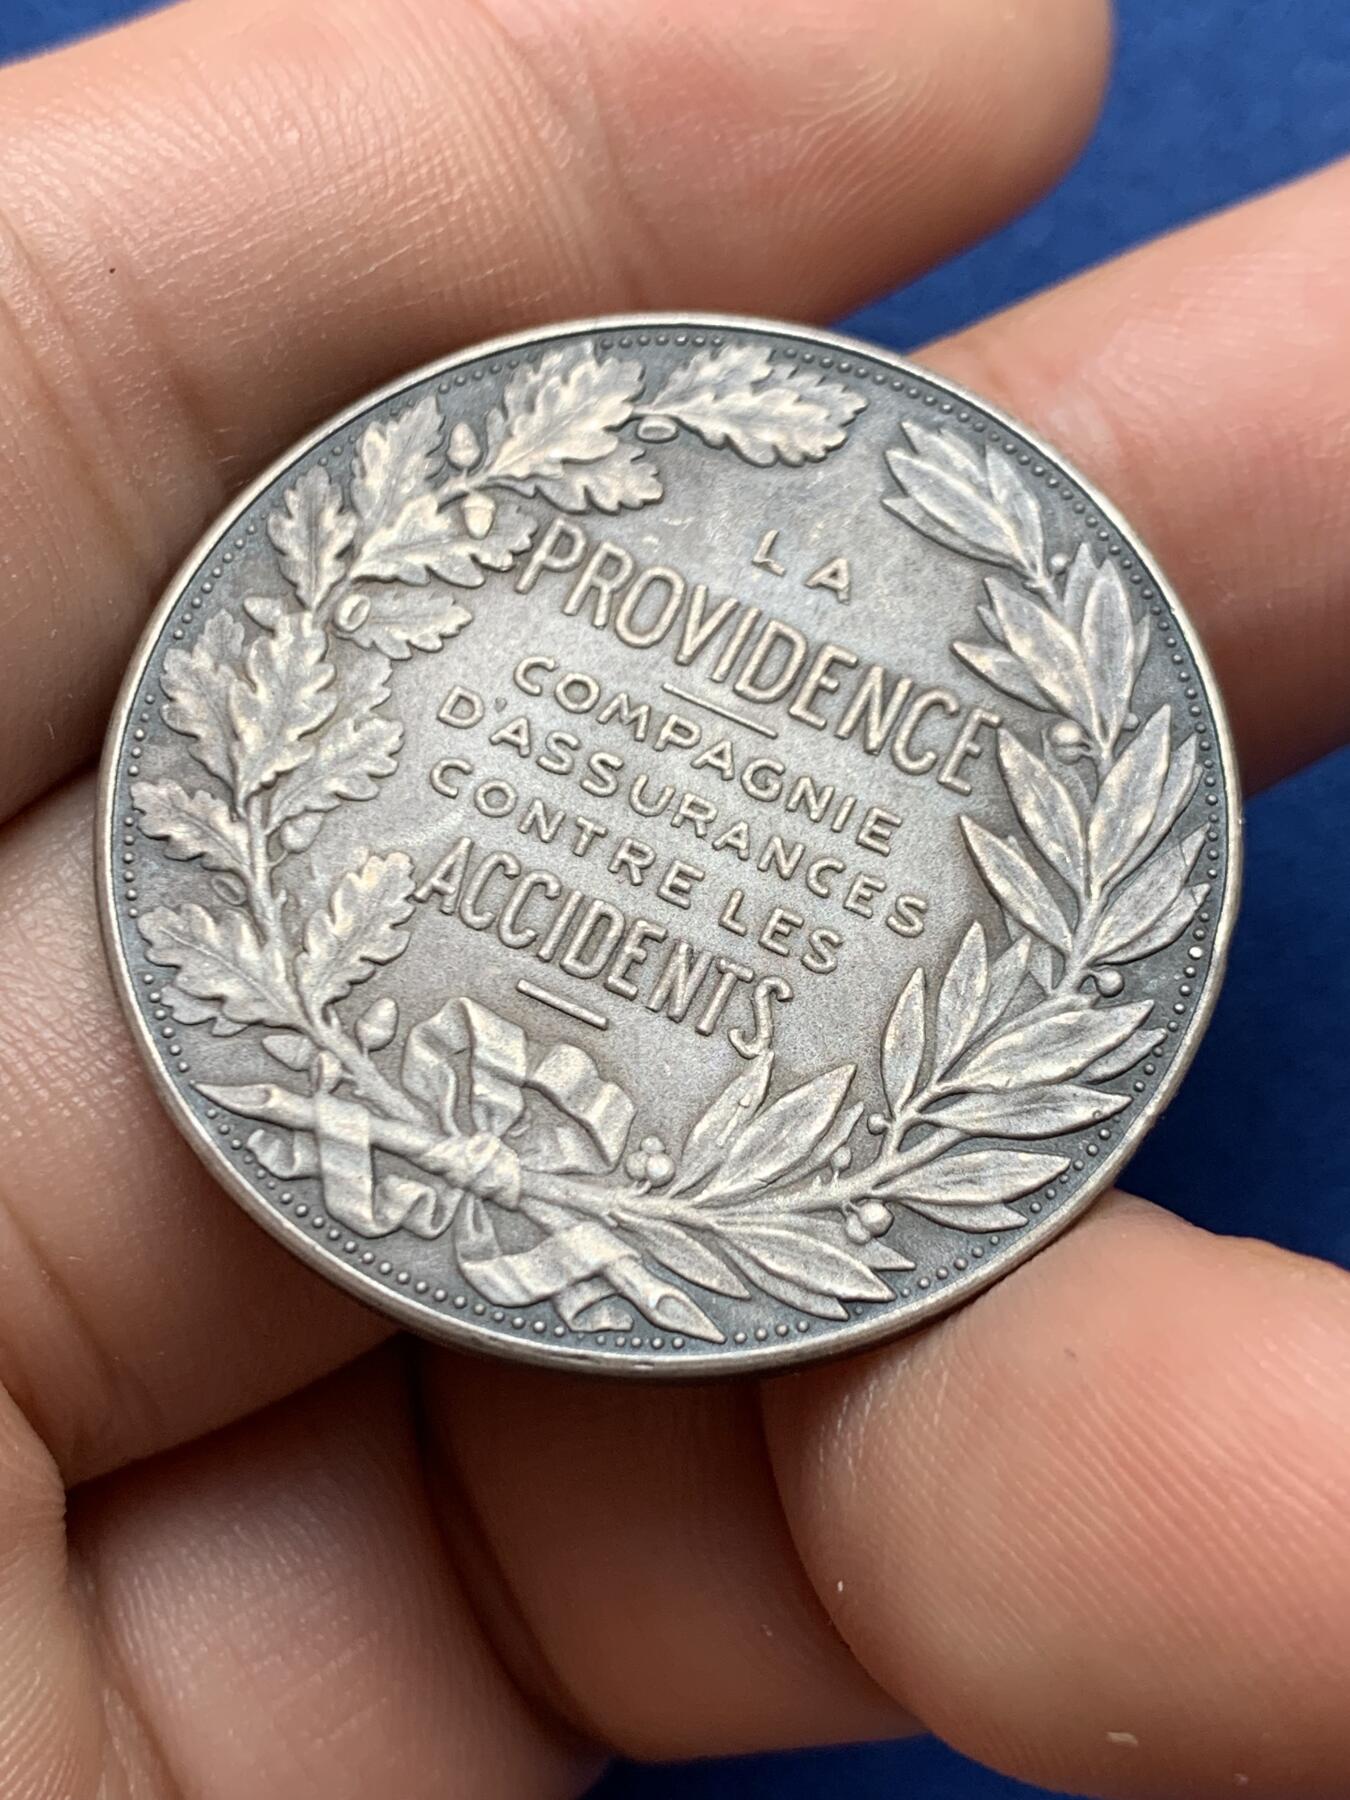 LA
PROVIDENCE
COMPAGNIE
D'ASSURANCES
CONTRE LES
ACCIDENTS